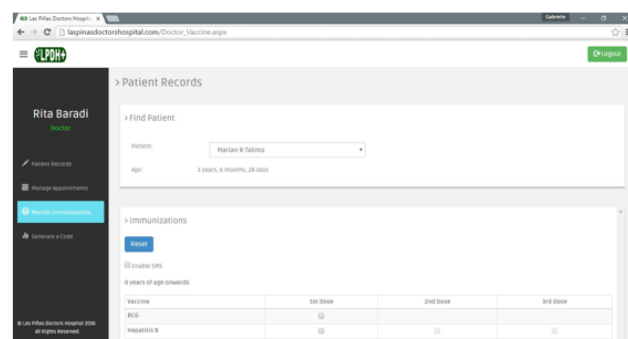 Las Piñas Doctors Hospit
Gabriele
laspinasdoctorshospital.com/Doctor_Vaccine.aspx
LPDH+
Logout
> Patient Records
Rita Baradi
Doctor
Patient Records
Manage Appointments
Monitor Immunizations
Generate a Code
© Las Piñas Doctors Hospital 2016.
All Rights Reserved.
> Find Patient
Patient:
Marian R Talinto
Age:
1 years, 6 months, 28 days
> Immunizations
Reset
Enable SMS
0 years of age onwards
Vaccine 1st Dose 2nd Dose 3rd Dose
BCG
Hepatitis B